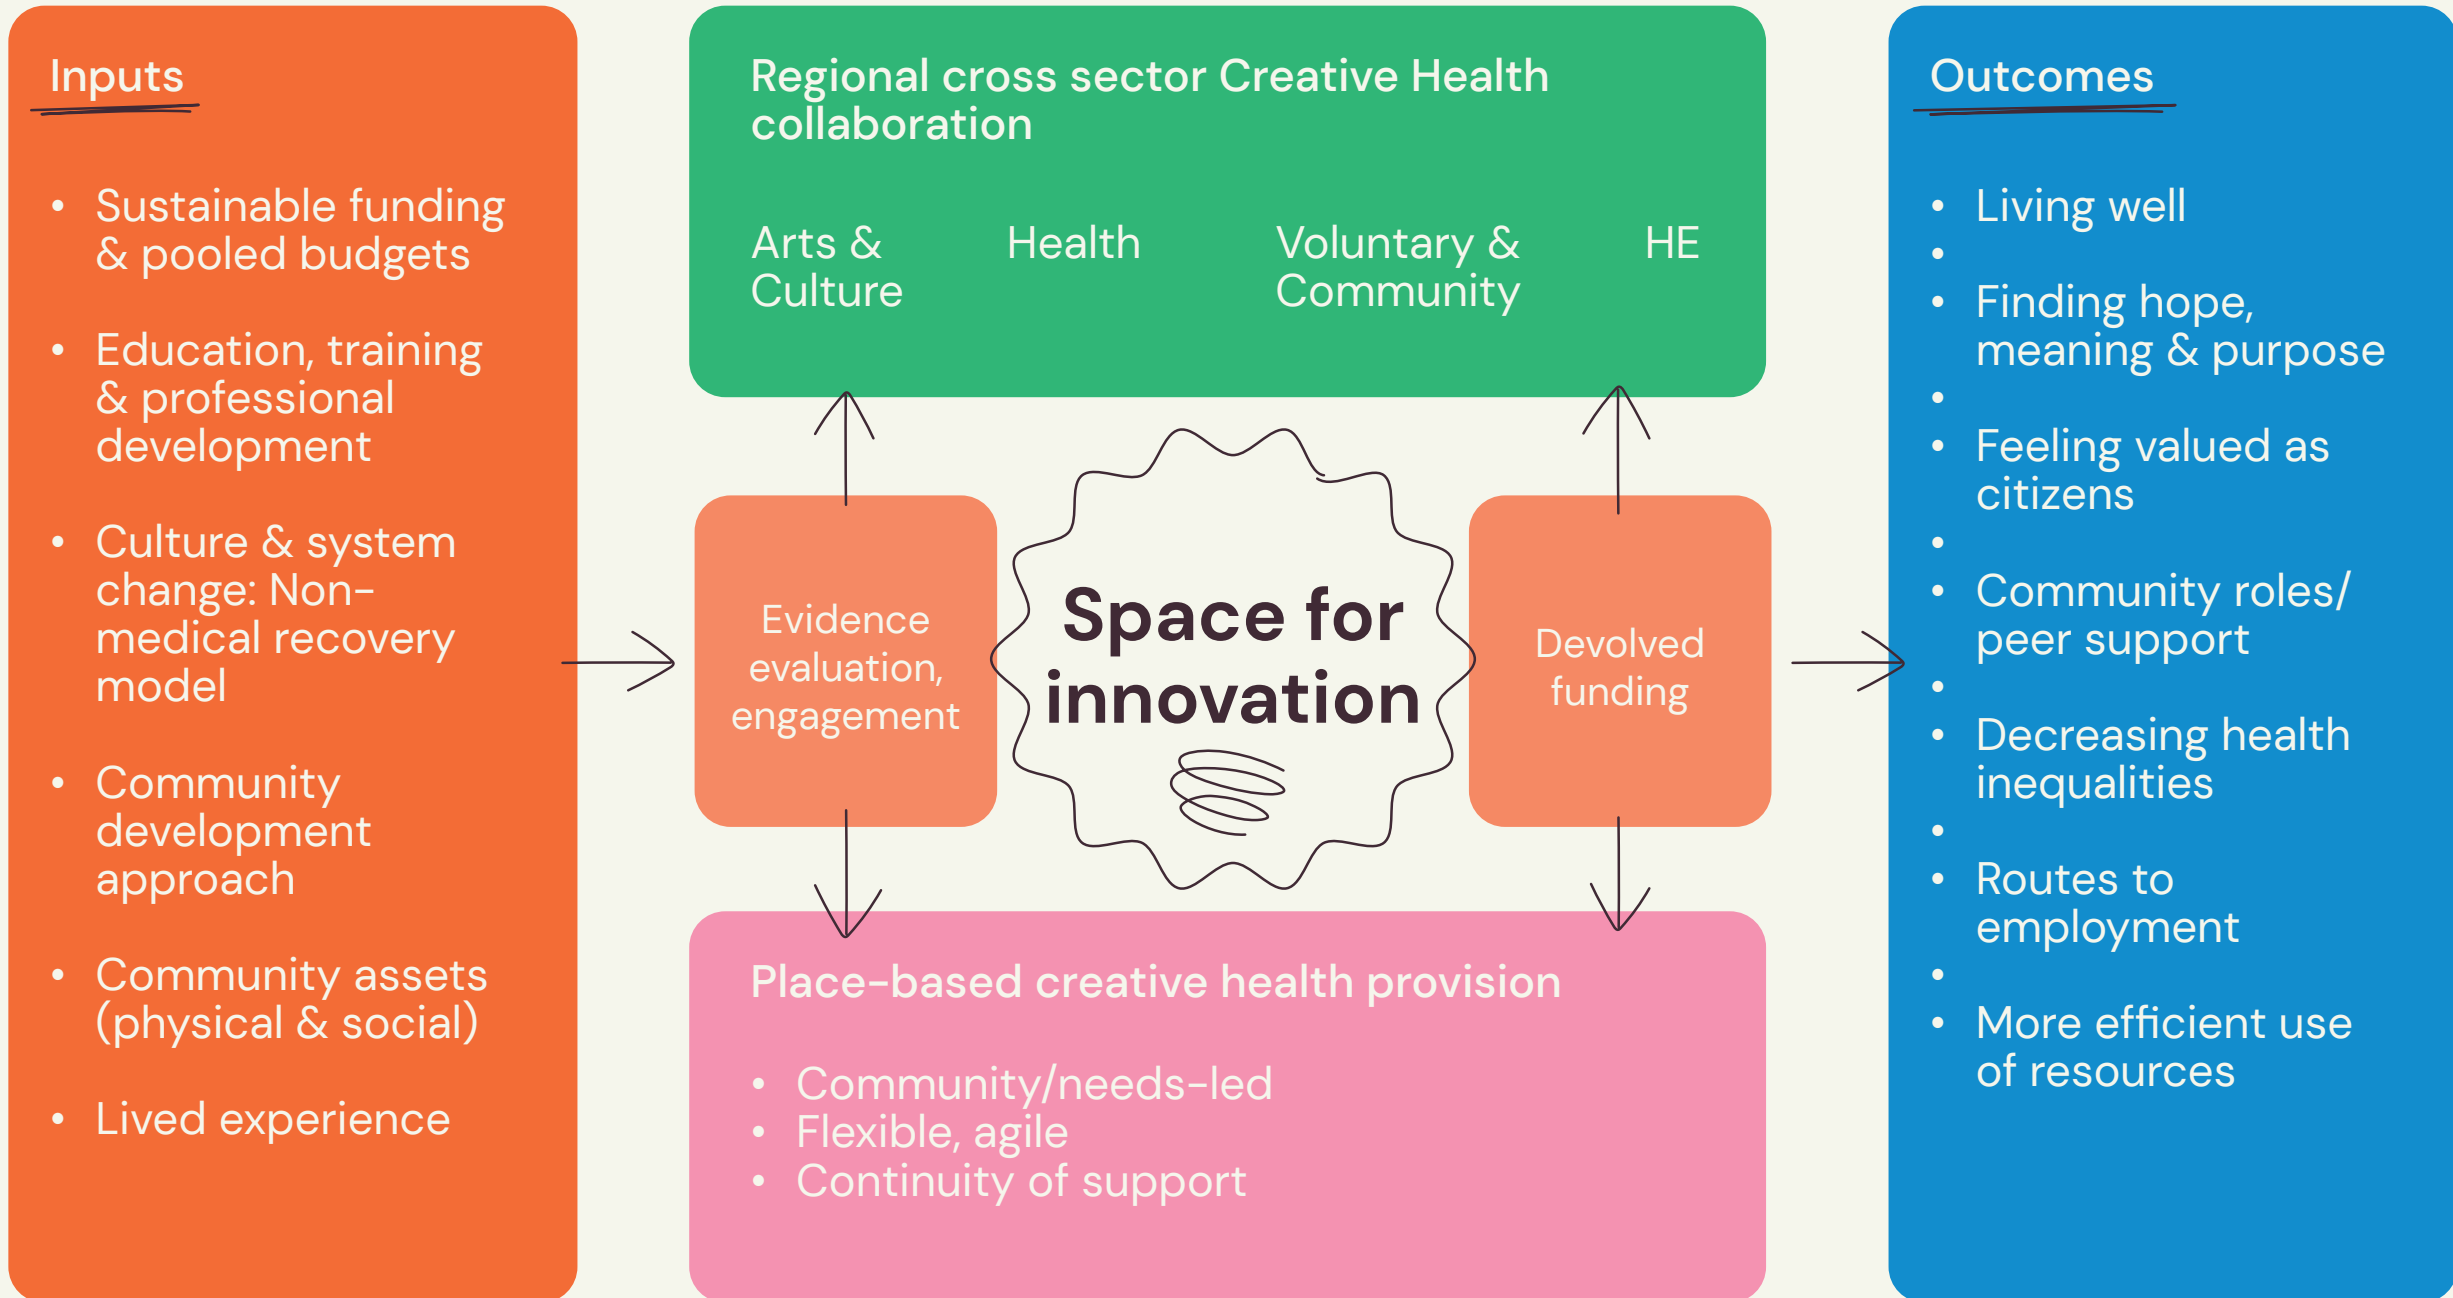 Inputs
• Sustainable funding
& pooled budgets
• Education, training
& professional
development
• Culture & system
change: Non-
medical recovery
model
• Community
development
approach
• Community assets
(physical & social)
• Lived experience
Regional cross sector Creative Health
collaboration
Arts &
Culture
Health
Voluntary &
Community
HE
Evidence
evaluation,
engagement
Space for
innovation
Devolved
funding
Place-based creative health provision
• Community/needs-led
• Flexible, agile
• Continuity of support
Outcomes
• Living well
•
• Finding hope,
meaning & purpose
•
• Feeling valued as
citizens
•
• Community roles/
peer support
•
• Decreasing health
inequalities
•
• Routes to
employment
•
• More efficient use
of resources